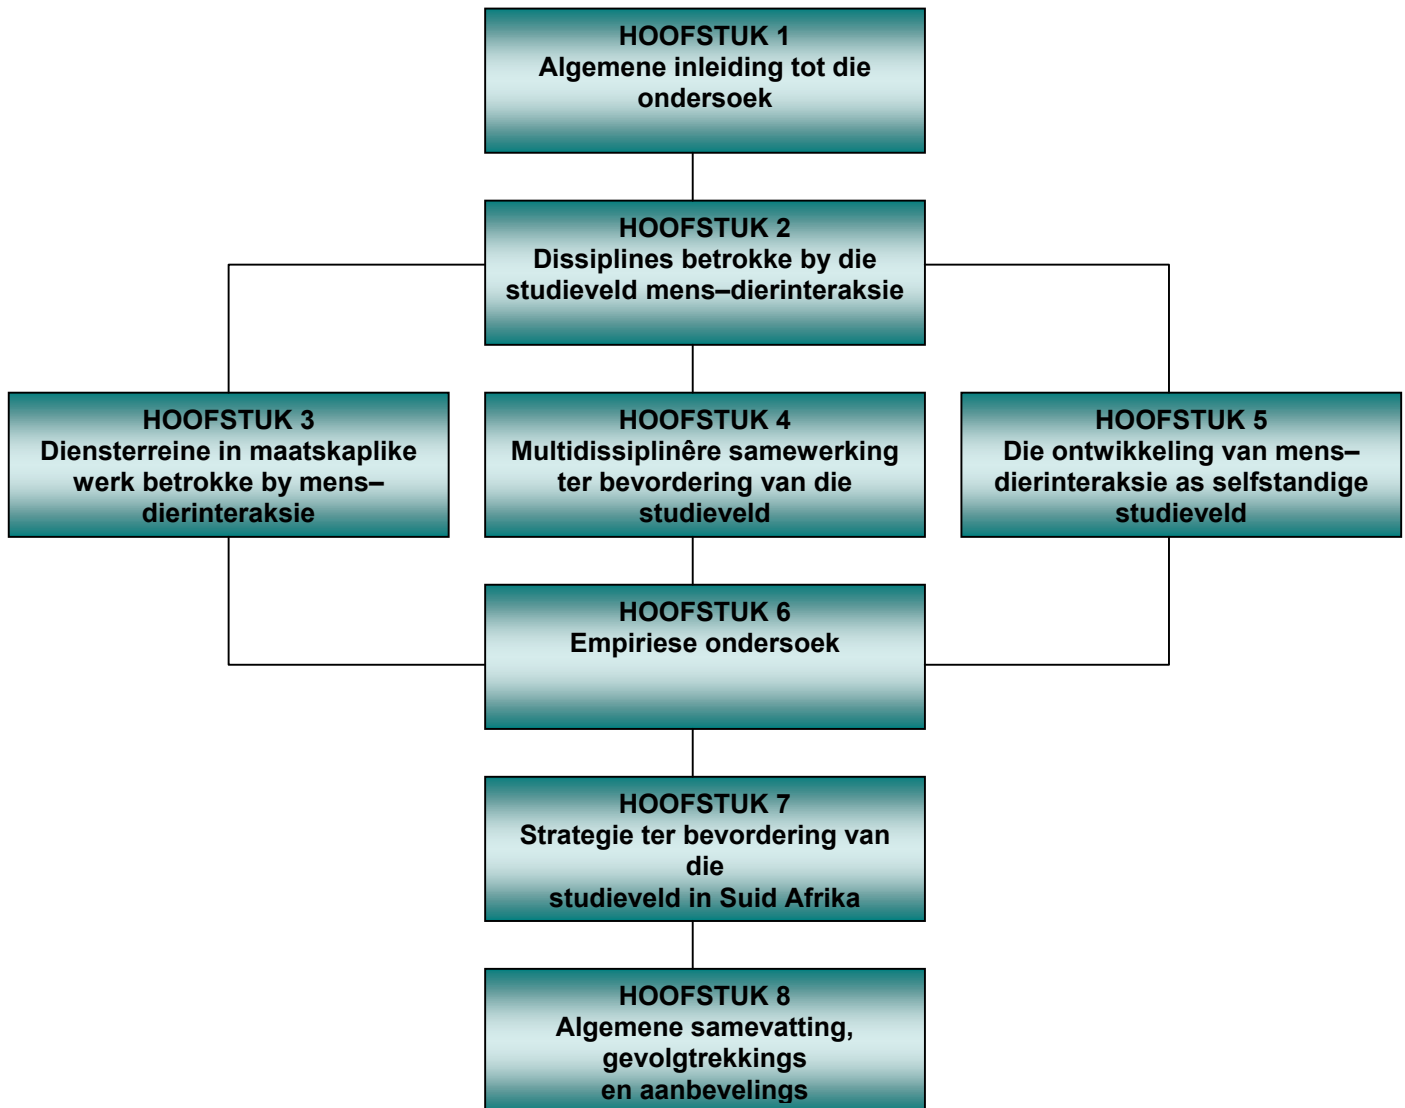 HOOFSTUK 1
Algemene inleiding tot die
ondersoek
HOOFSTUK 2
Dissiplines betrokke by die
studieveld mens–dierinteraksie
HOOFSTUK 3
Diensterreine in maatskaplike
werk betrokke by mens–
dierinteraksie
HOOFSTUK 4
Multidissiplinêre samewerking
ter bevordering van die
studieveld
HOOFSTUK 5
Die ontwikkeling van mens–
dierinteraksie as selfstandige
studieveld
HOOFSTUK 6
Empiriese ondersoek
HOOFSTUK 7
Strategie ter bevordering van
die
studieveld in Suid Afrika
HOOFSTUK 8
Algemene samevatting,
gevolgtrekkings
en aanbevelings